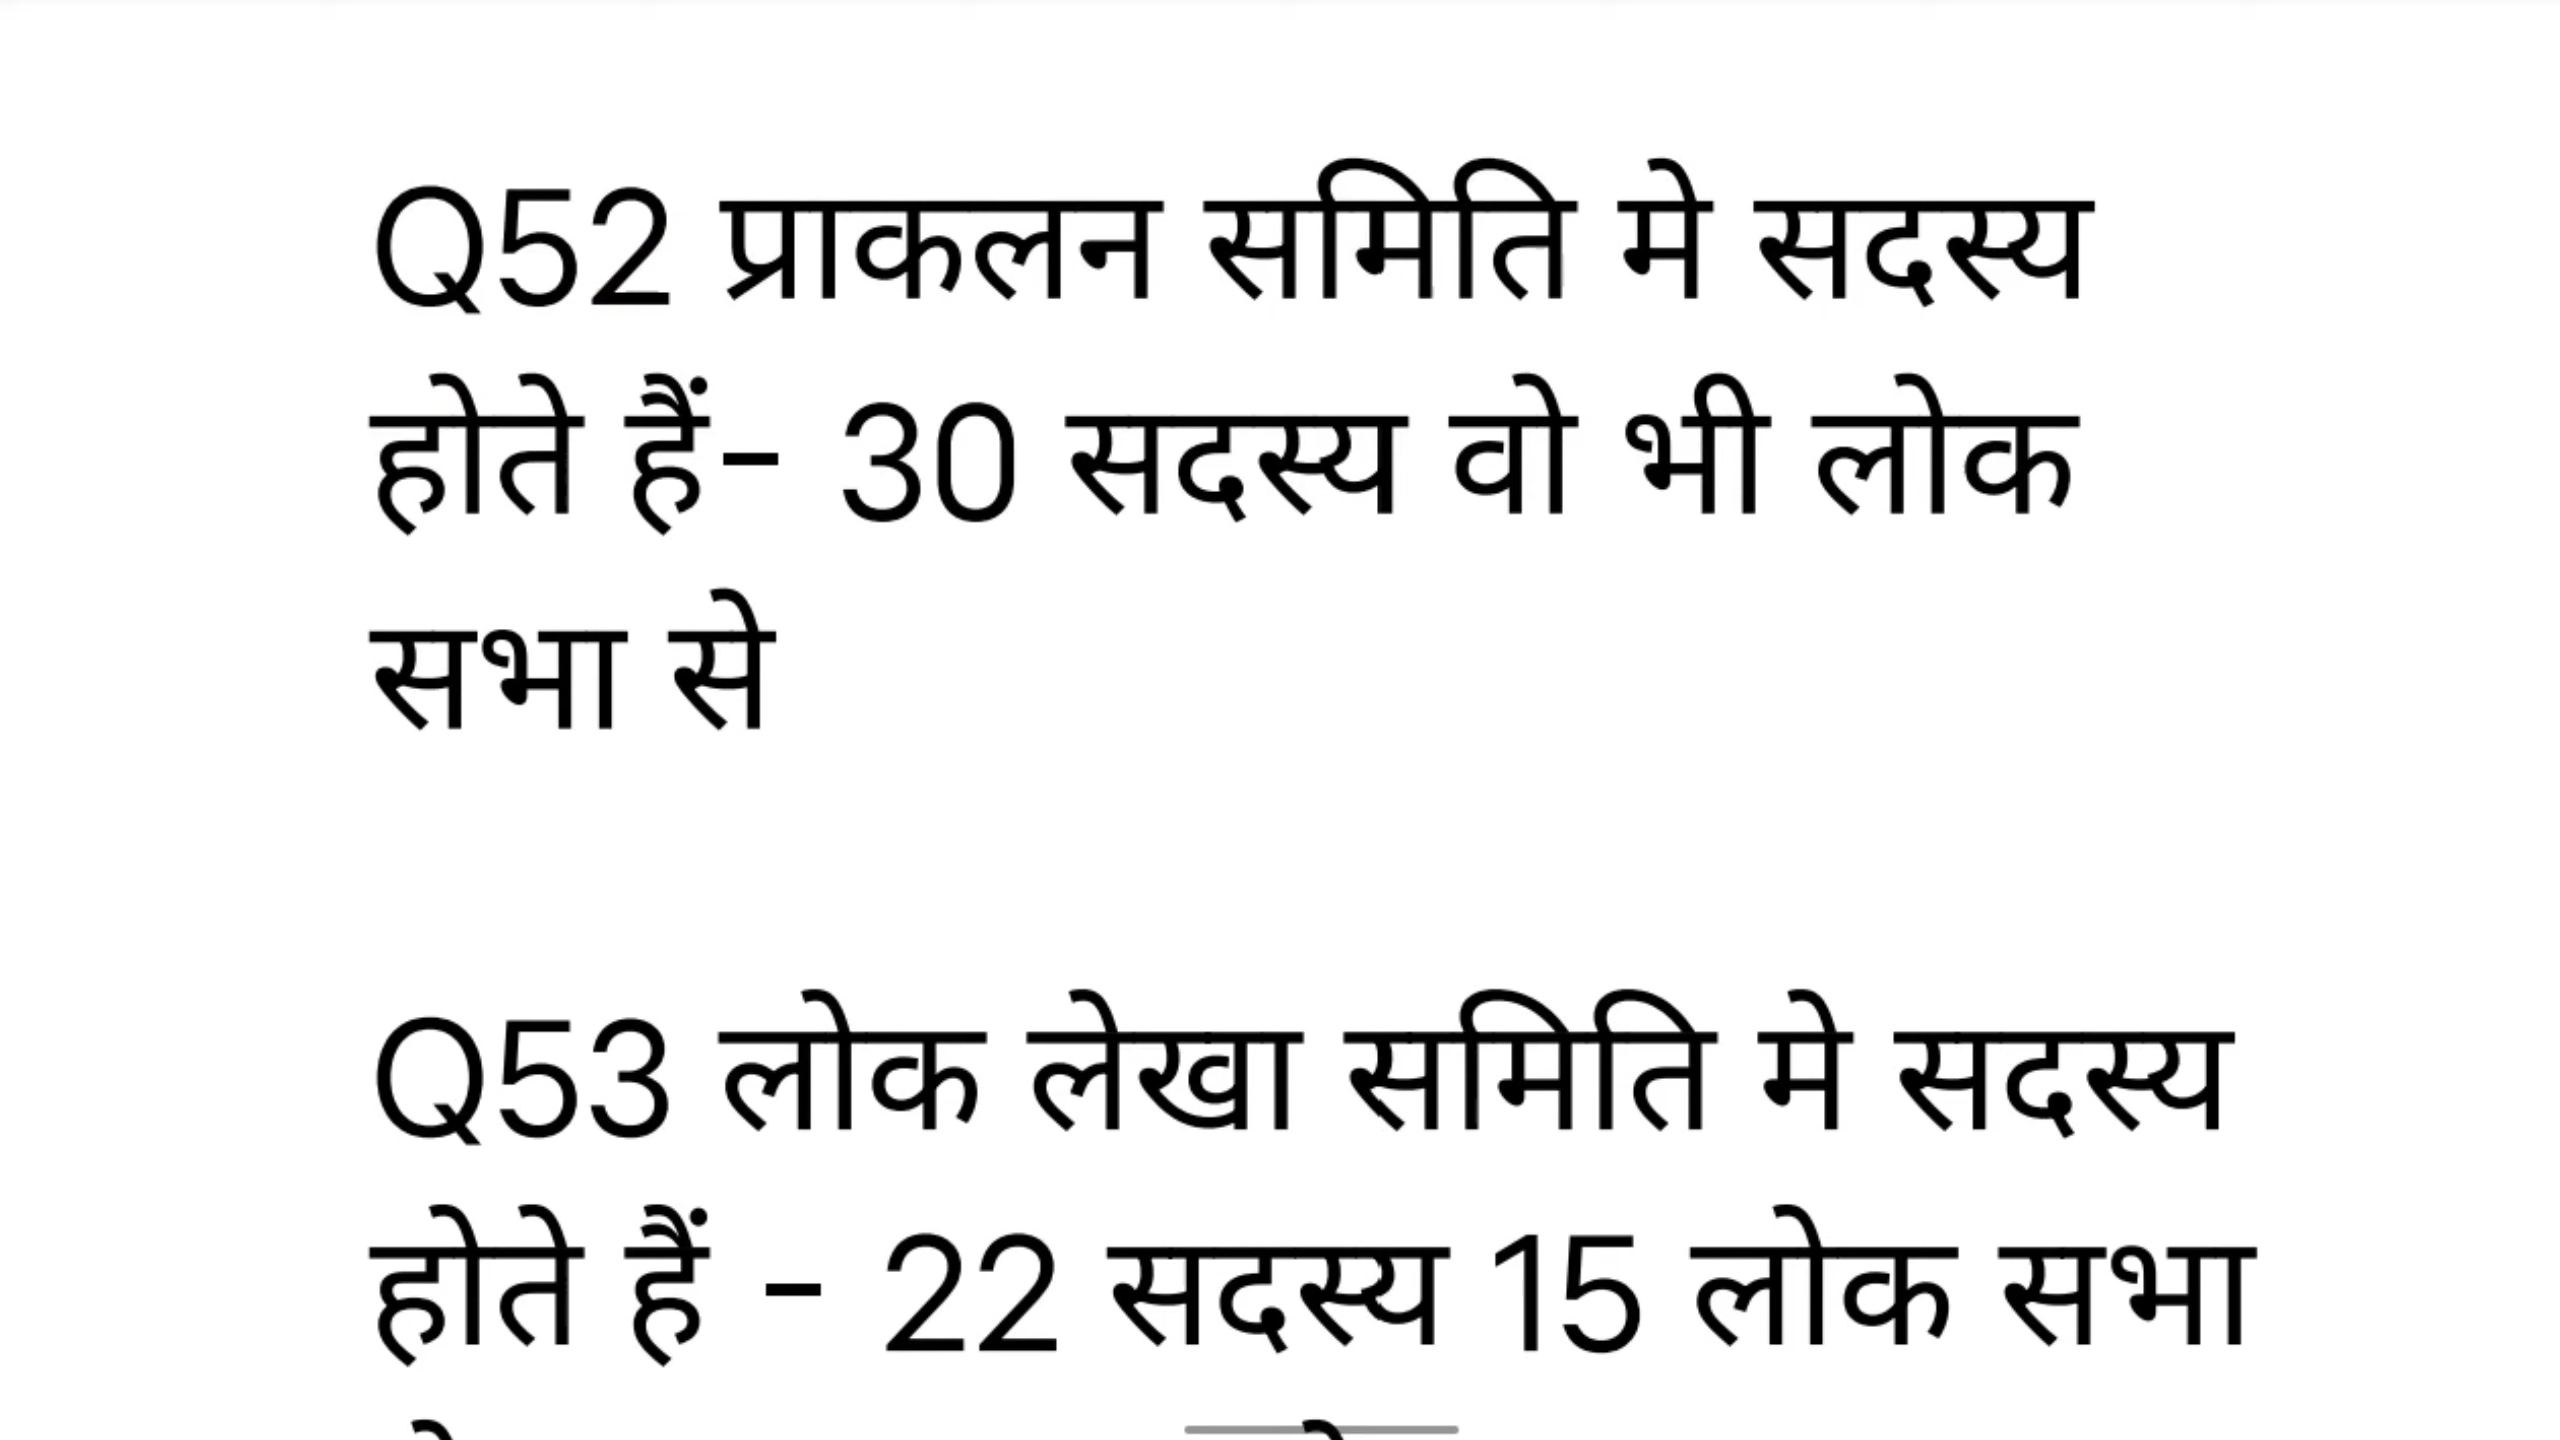 Q52 प्राकलन समिति मे सदस्य
होते हैं- 30 सदस्य वो भी लोक
सभा से
Q53 लोक लेखा समिति मे सदस्य
होते हैं - 22 सदस्य 15 लोक सभा